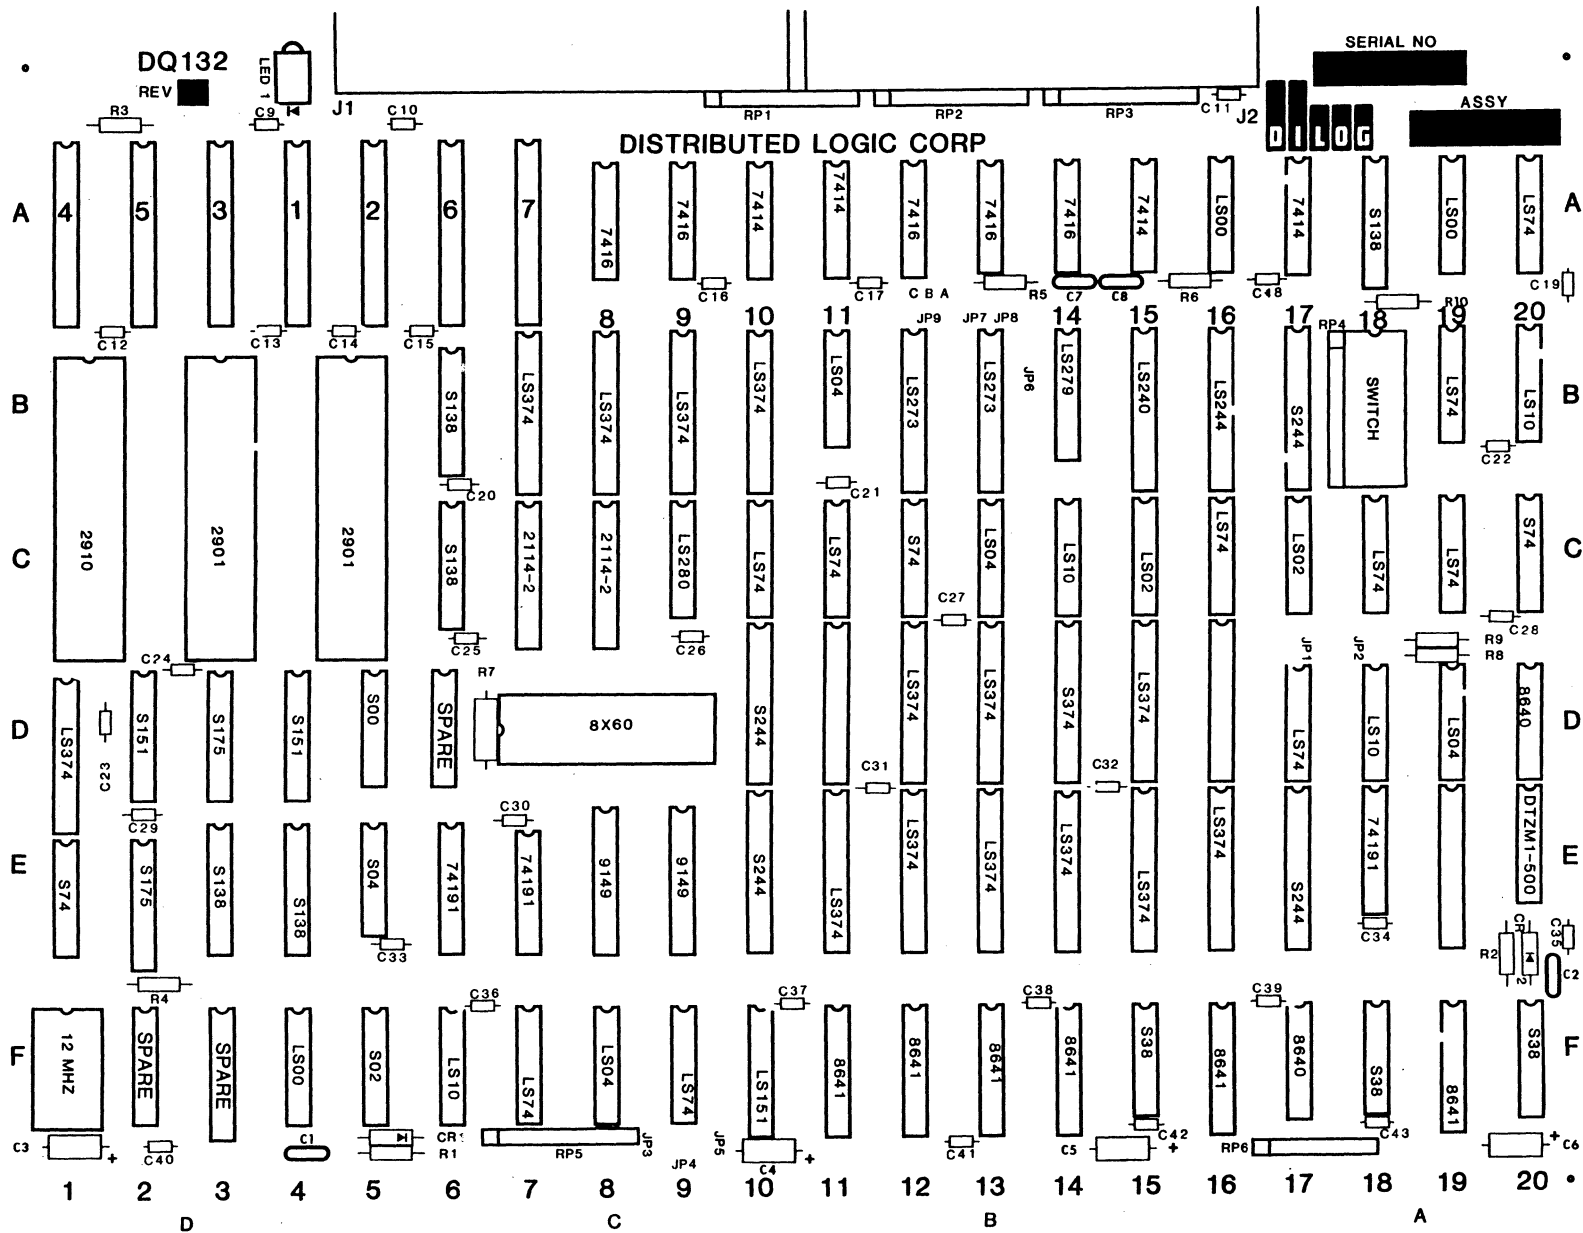 DQ132
REV
LED 1
SERIAL NO
ASSY
J1
J2
R3
C9
C10
RP1
RP2
RP3
C11
DISTRIBUTED LOGIC CORP
DILOG
A
4
5
3
1
2
6
7
7416
7416
7414
7414
7416
7416
7416
7414
LS00
7414
S138
LS00
LS74
A
C16
C17
C B A
R5
C7
C8
R6
C48
C19
R10
C12
C13
C14
C15
8
9
10
11
JP9
JP7
JP8
14
15
16
17
RP4
18
19
20
B
S138
LS374
LS374
LS374
LS374
LS04
LS273
LS273
JP6
LS279
LS240
LS244
S244
SWITCH
LS74
LS10
B
C20
C21
C22
C
2910
2901
2901
S138
2114-2
2114-2
LS280
LS74
LS74
S74
LS04
LS10
LS02
LS74
LS02
LS74
LS74
S74
C
C27
C24
C25
C26
C28
JP1
JP2
R9
R8
R7
D
LS374
C23
S151
S175
S151
S00
SPARE
8X60
S244
LS374
LS374
S374
LS374
LS74
LS10
LS04
8640
D
C31
C32
C29
C30
E
S74
S175
S138
S138
S04
74191
74191
9149
9149
S244
LS374
LS374
LS374
LS374
LS374
LS374
S244
74191
DTZM1-500
E
C33
C34
R2
CR2
C35
C2
R4
C36
C37
C38
C39
F
12 MHZ
SPARE
SPARE
LS00
S02
LS10
LS74
LS04
LS74
LS151
8641
8641
8641
8641
S38
8641
8640
S38
8641
S38
F
C3
+
C40
C1
CR1
R1
RP5
JP3
JP4
JP5
C4
+
C41
C5
C42
+
RP6
C43
+
C6
1
2
3
4
5
6
7
8
9
10
11
12
13
14
15
16
17
18
19
20
D
C
B
A